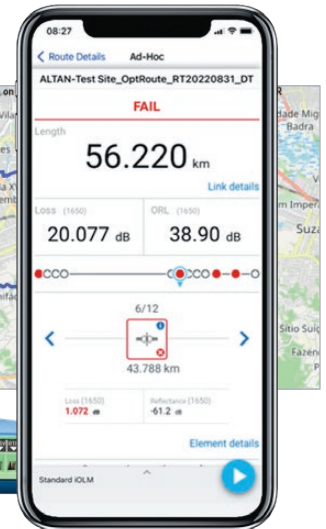 08:27
Route Details Ad-Hoc
ALTAN-Test Site_OptRoute_RT20220831_DT
FAIL
Length
56.220 km
Link details
Loss (1650) ORL (1650)
20.077 dB 38.90 dB
6/12
43.788 km
Loss (1650) Reflectance (1650)
1.072 dB -61.2 dB
Element details
Standard iOLM
Badra
Suza
Fazen